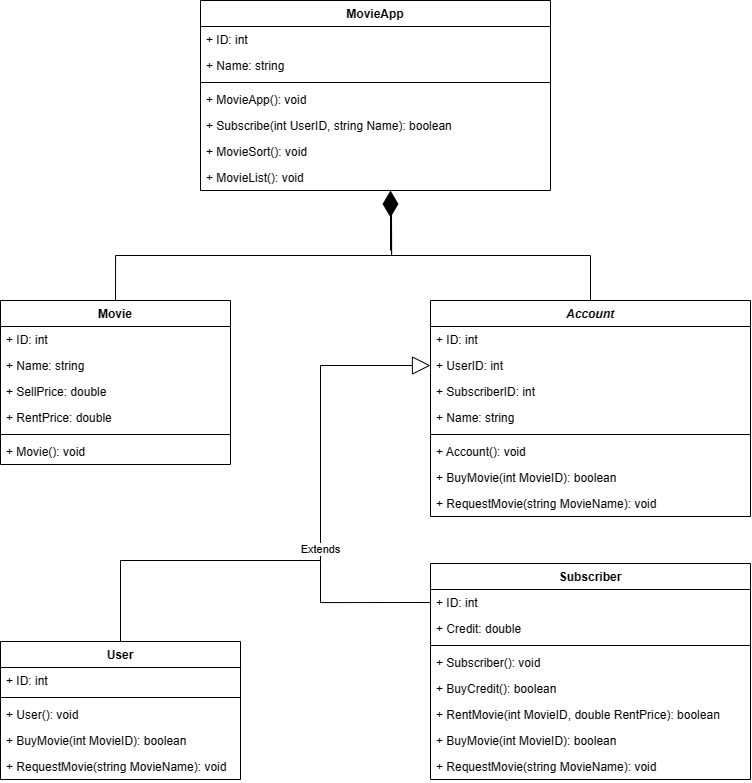 MovieApp
+ ID: int
+ Name: string
+ MovieApp(): void
+ Subscribe(int UserID, string Name): boolean
+ MovieSort(): void
+ MovieList(): void
Movie
+ ID: int
+ Name: string
+ SellPrice: double
+ RentPrice: double
+ Movie(): void
Account
+ ID: int
+ UserID: int
+ SubscriberID: int
+ Name: string
+ Account(): void
+ BuyMovie(int MovieID): boolean
+ RequestMovie(string MovieName): void
Extends
User
+ ID: int
+ User(): void
+ BuyMovie(int MovieID): boolean
+ RequestMovie(string MovieName): void
Subscriber
+ ID: int
+ Credit: double
+ Subscriber(): void
+ BuyCredit(): boolean
+ RentMovie(int MovieID, double RentPrice): boolean
+ BuyMovie(int MovieID): boolean
+ RequestMovie(string MovieName): void